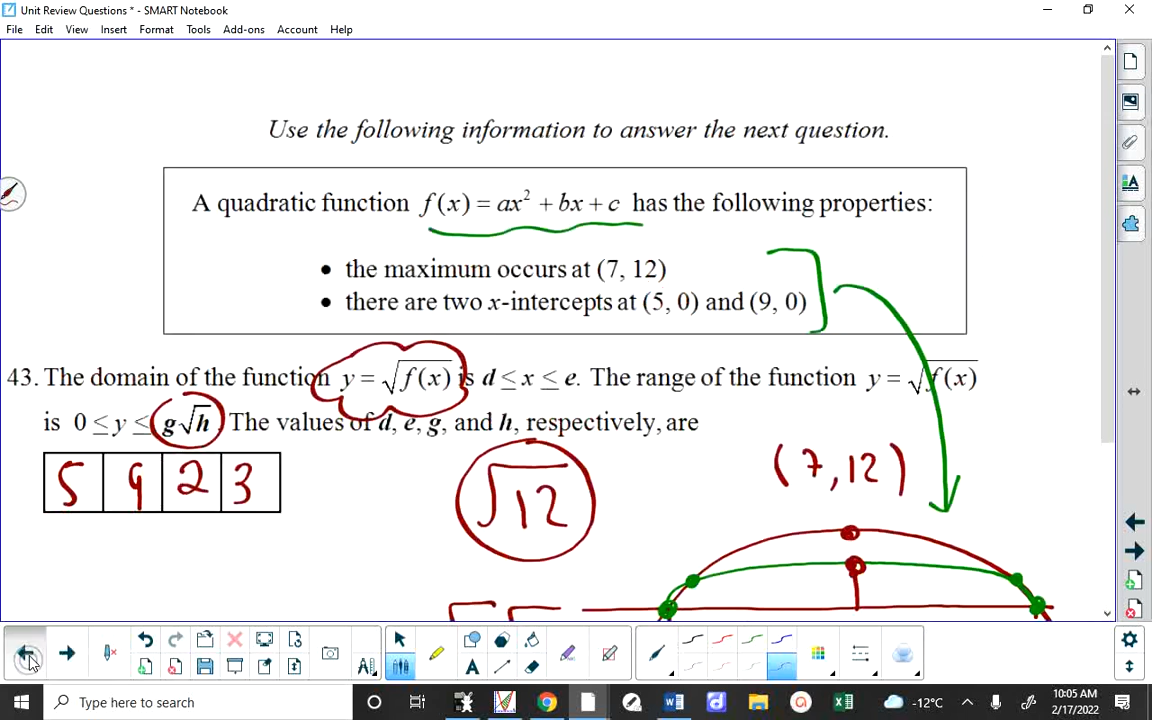 Unit Review Questions * - SMART Notebook
File Edit View Insert Format Tools Add-ons Account Help
Use the following information to answer the next question.
A quadratic function f(x) = ax² + bx + c has the following properties:
• the maximum occurs at (7, 12)
• there are two x-intercepts at (5, 0) and (9, 0)
43. The domain of the function y = √f(x) is d ≤ x ≤ e. The range of the function y = √f(x)
is 0 ≤ y ≤ g√h. The values of d, e, g, and h, respectively, are
5 9 2 3
√12
(7, 12)
Type here to search
-12°C
10:05 AM
2/17/2022